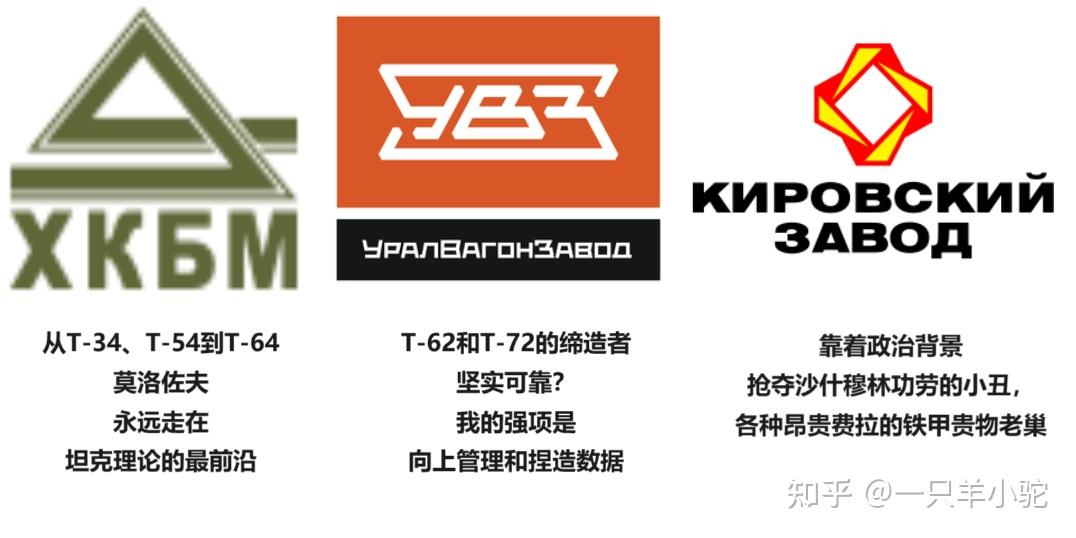 ХКБМ
从T-34、T-54到T-64
莫洛佐夫
永远走在
坦克理论的最前沿
УВЗ
УРАЛВАГОНЗАВОД
T-62和T-72的缔造者
坚实可靠?
我的强项是
向上管理和捏造数据
КИРОВСКИЙ
ЗАВОД
靠着政治背景
抢夺沙什穆林功劳的小丑，
各种昂贵费拉的铁甲贵物老巢
知乎 @一只羊小驼